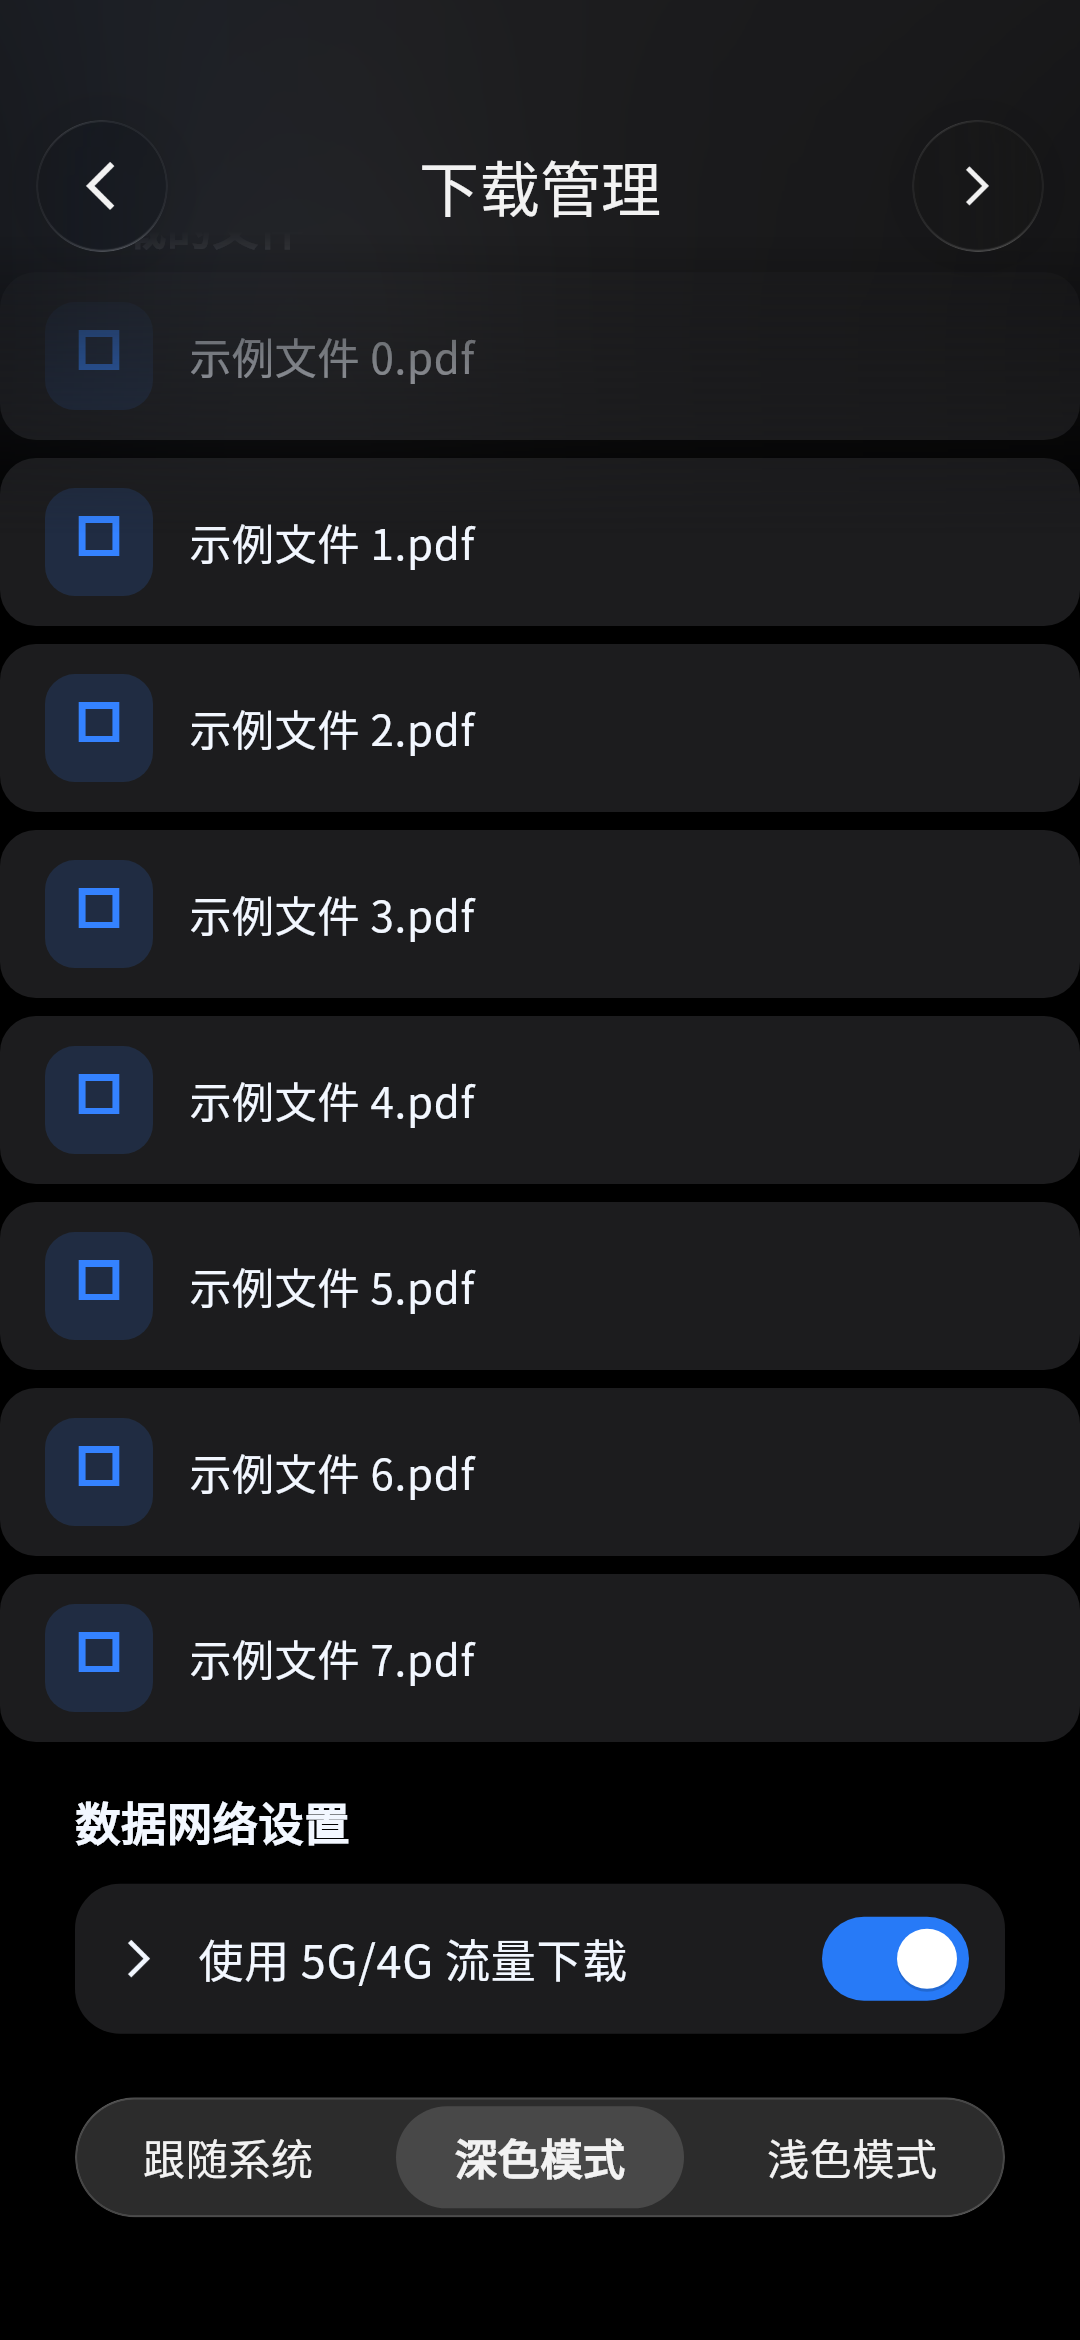 下载管理
的文件
示例文件 0.pdf
示例文件 1.pdf
示例文件 2.pdf
示例文件 3.pdf
示例文件 4.pdf
示例文件 5.pdf
示例文件 6.pdf
示例文件 7.pdf
数据网络设置
使用 5G/4G 流量下载
跟随系统
深色模式
浅色模式